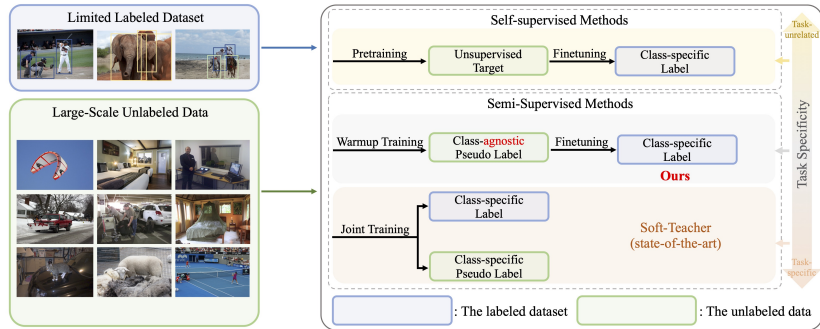 Limited Labeled Dataset
Large-Scale Unlabeled Data
Self-supervised Methods
Pretraining
Unsupervised
Target
Finetuning
Class-specific
Label
Semi-Supervised Methods
Warmup Training
Class-agnostic
Pseudo Label
Finetuning
Class-specific
Label
Ours
Joint Training
Class-specific
Label
Class-specific
Pseudo Label
Soft-Teacher
(state-of-the-art)
Task-
unrelated
Task Specificity
Task-
specific
: The labeled dataset
: The unlabeled data